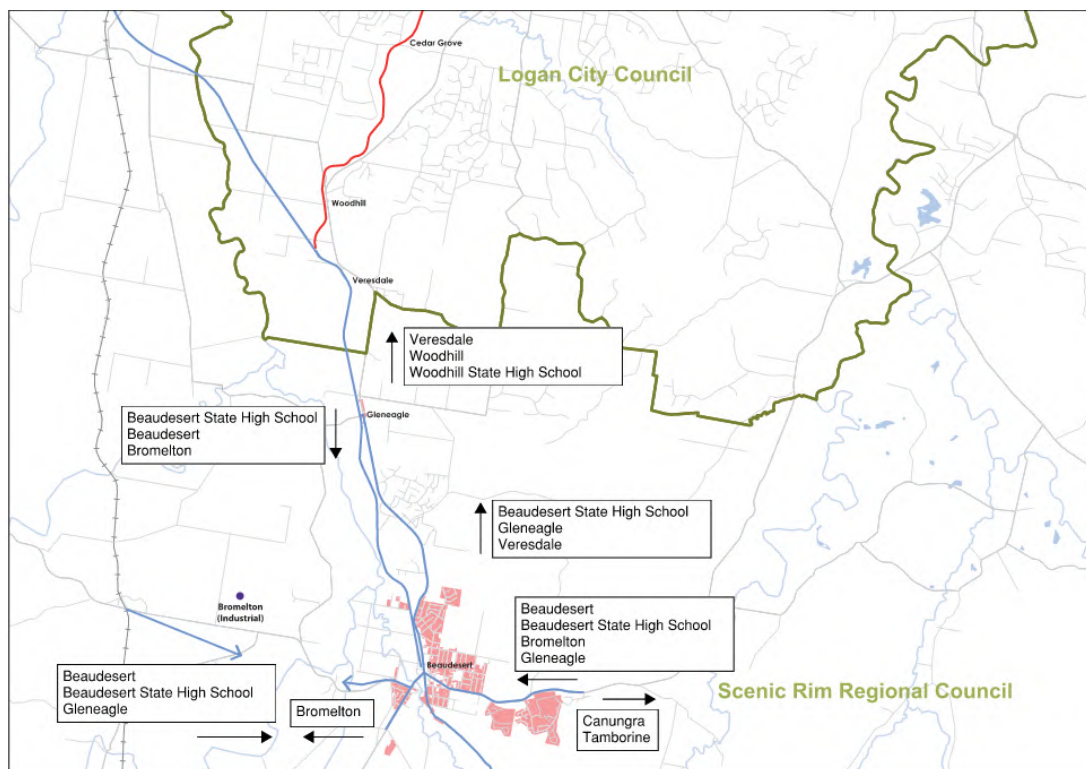 Cedar Grove
Logan City Council
Woodhill
Veresdale
Veresdale
Woodhill
Woodhill State High School
Gleneagle
Beaudesert State High School
Beaudesert
Bromelton
Beaudesert State High School
Gleneagle
Veresdale
Bromelton
(Industrial)
Beaudesert
Beaudesert State High School
Bromelton
Gleneagle
Beaudesert
Beaudesert
Beaudesert State High School
Gleneagle
Bromelton
Scenic Rim Regional Council
Canungra
Tamborine